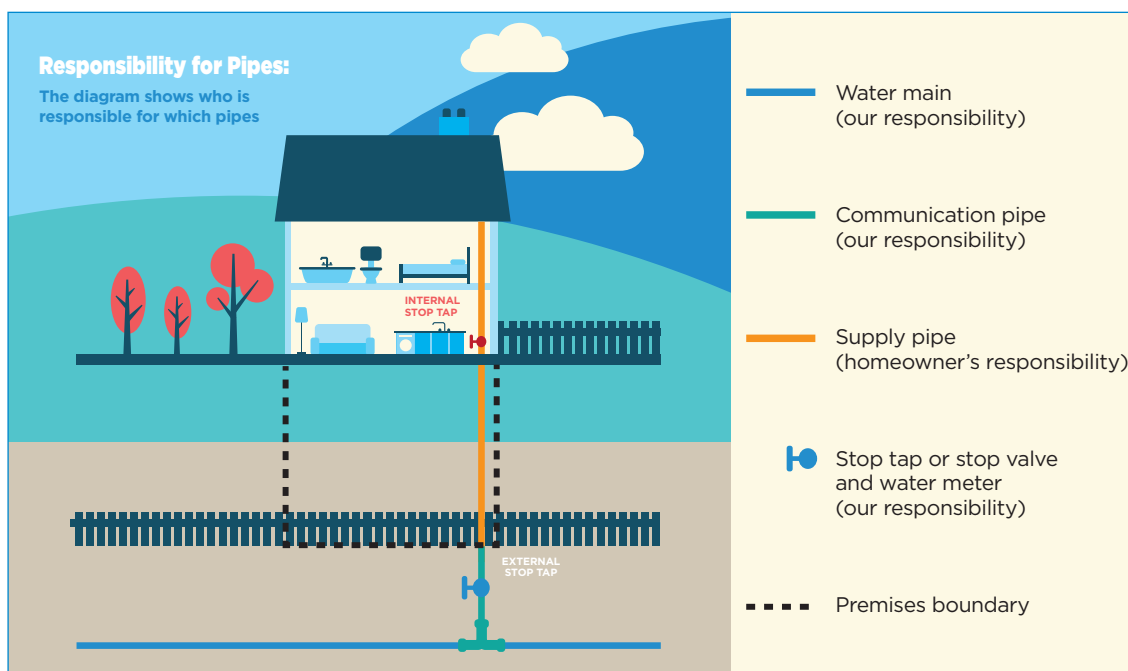 Responsibility for Pipes:
The diagram shows who is
responsible for which pipes
INTERNAL
STOP TAP
EXTERNAL
STOP TAP
Water main
(our responsibility)
Communication pipe
(our responsibility)
Supply pipe
(homeowner’s responsibility)
Stop tap or stop valve
and water meter
(our responsibility)
Premises boundary